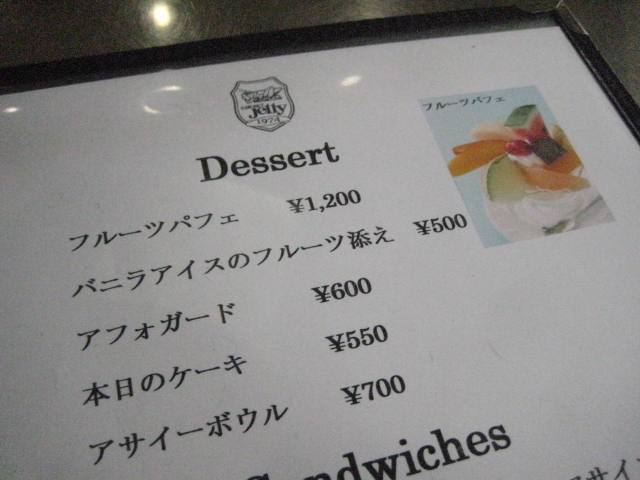 Jelly
1974
フルーツパフェ
Dessert
フルーツパフェ ¥1,200
バニラアイスのフルーツ添え ¥500
アフォガード ¥600
本日のケーキ ¥550
アサイーボウル ¥700
Sandwiches